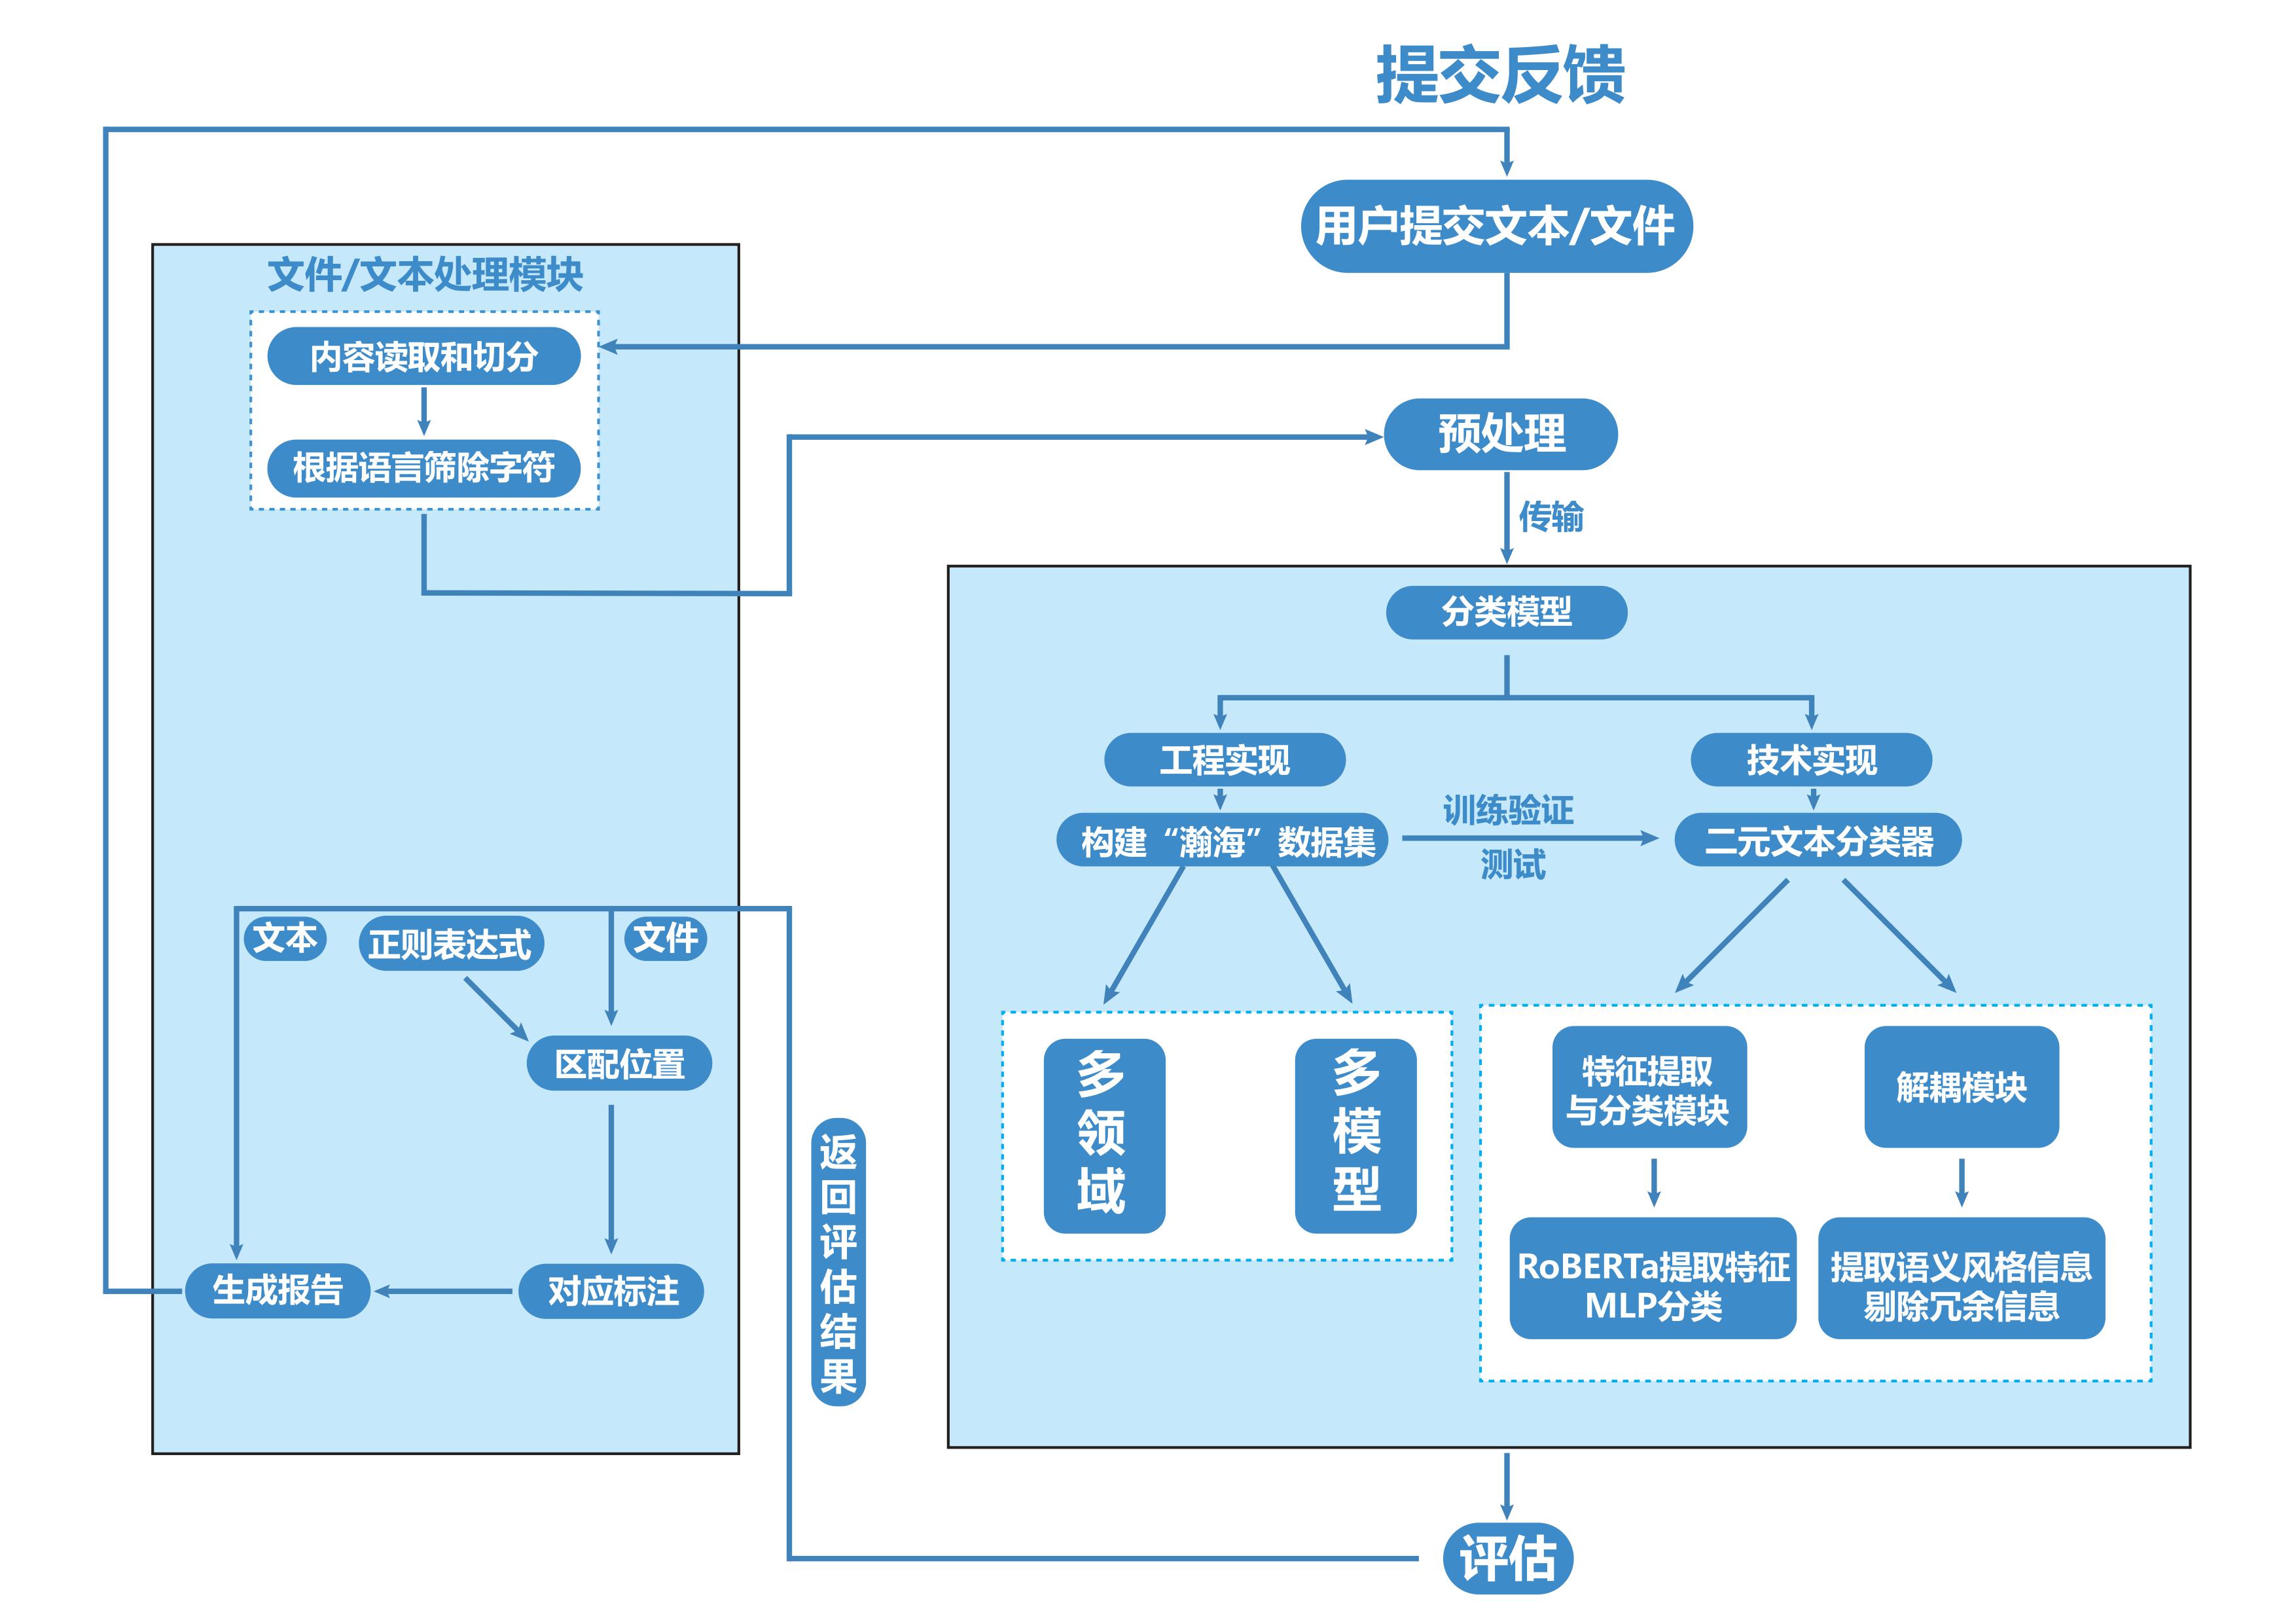 提交反馈
用户提交文本/文件
文件/文本处理模块
内容读取和切分
根据语言筛除字符
预处理
传输
分类模型
工程实现
技术实现
构建“瀚海”数据集
训练验证
测试
二元文本分类器
多领域
多模型
特征提取
与分类模块
解耦模块
RoBERTa提取特征
MLP分类
提取语义风格信息
剔除冗余信息
评估
返回评估结果
文本
正则表达式
文件
区配位置
对应标注
生成报告